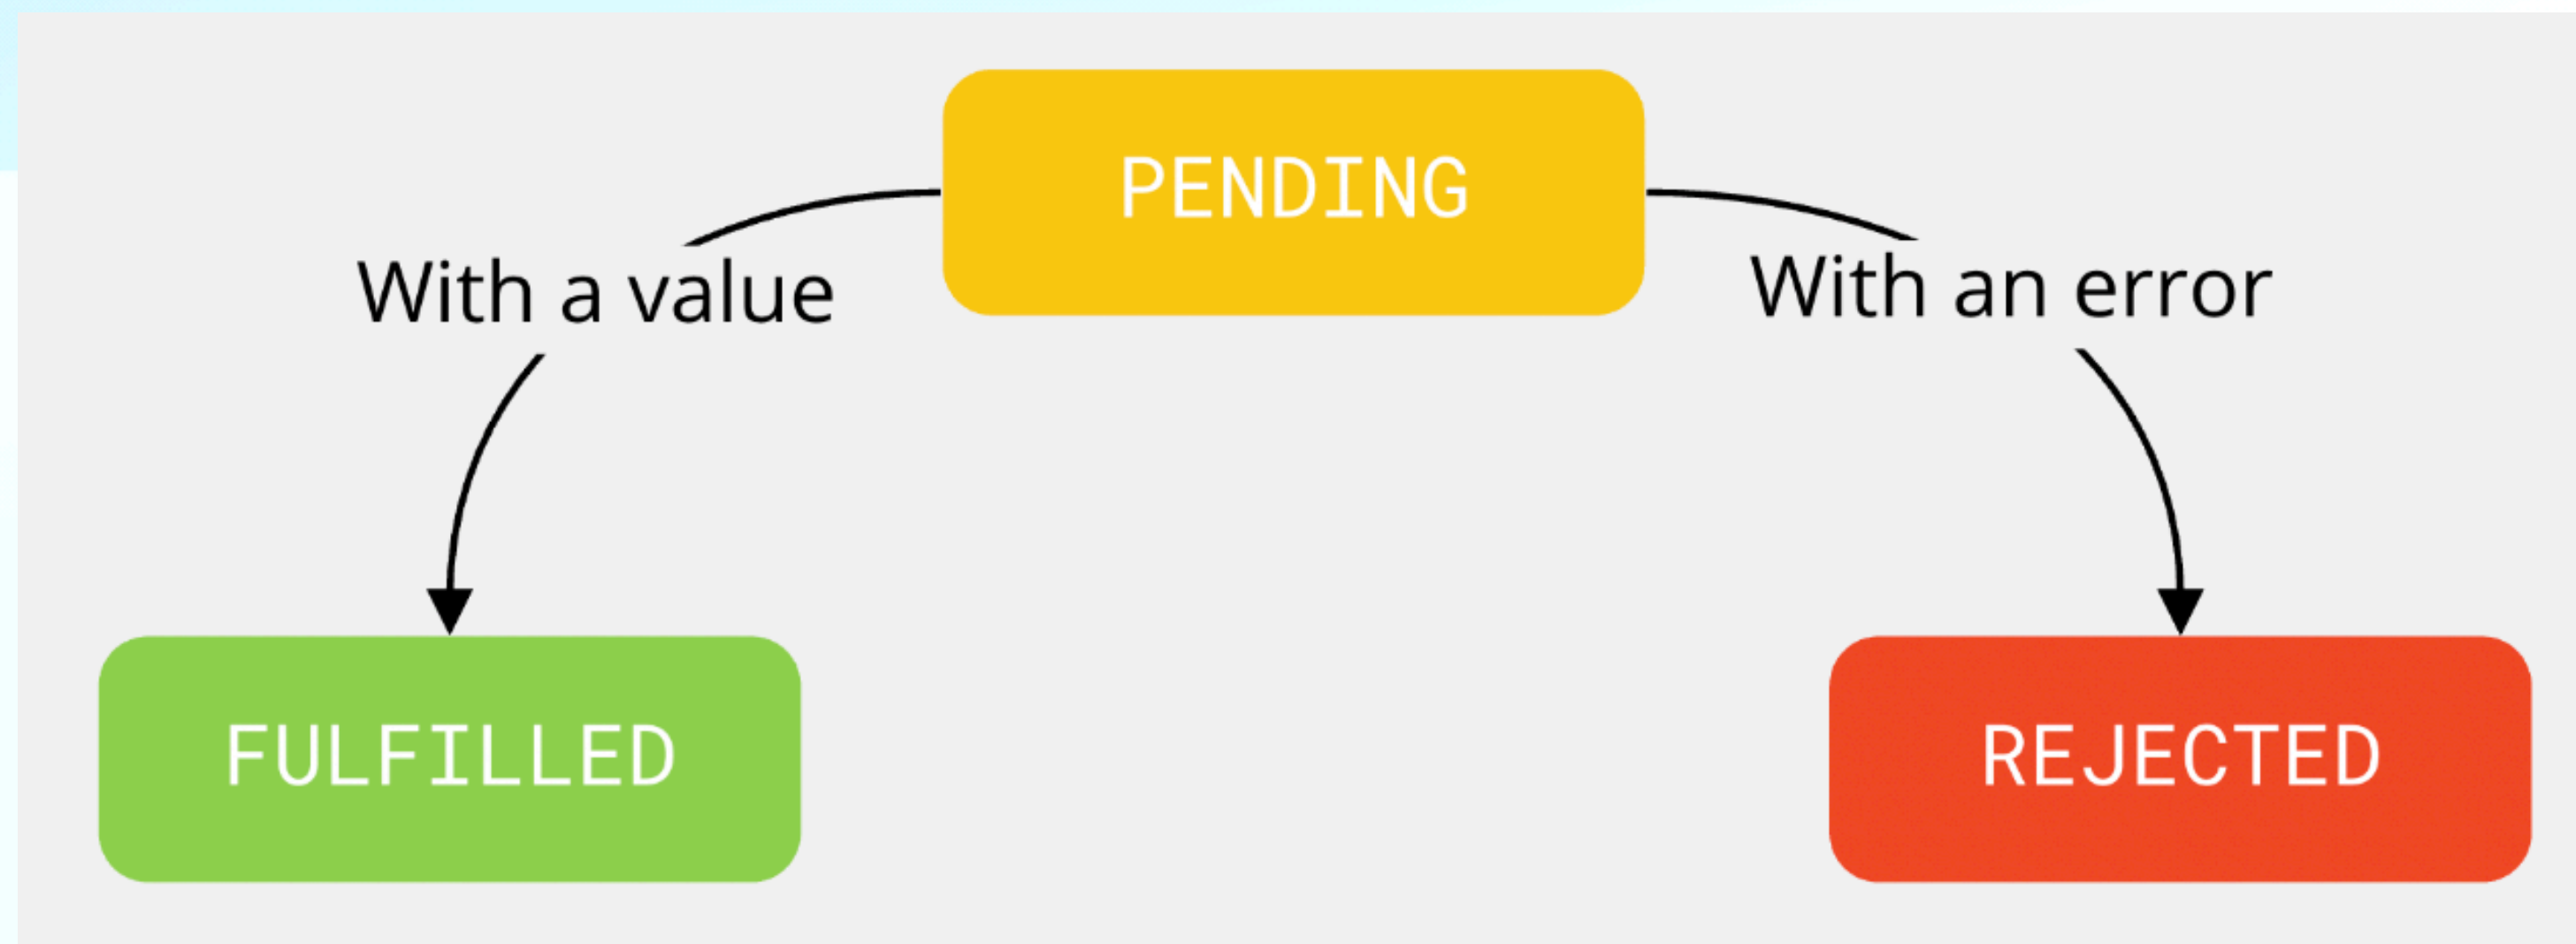 PENDING
With a value
With an error
FULFILLED
REJECTED